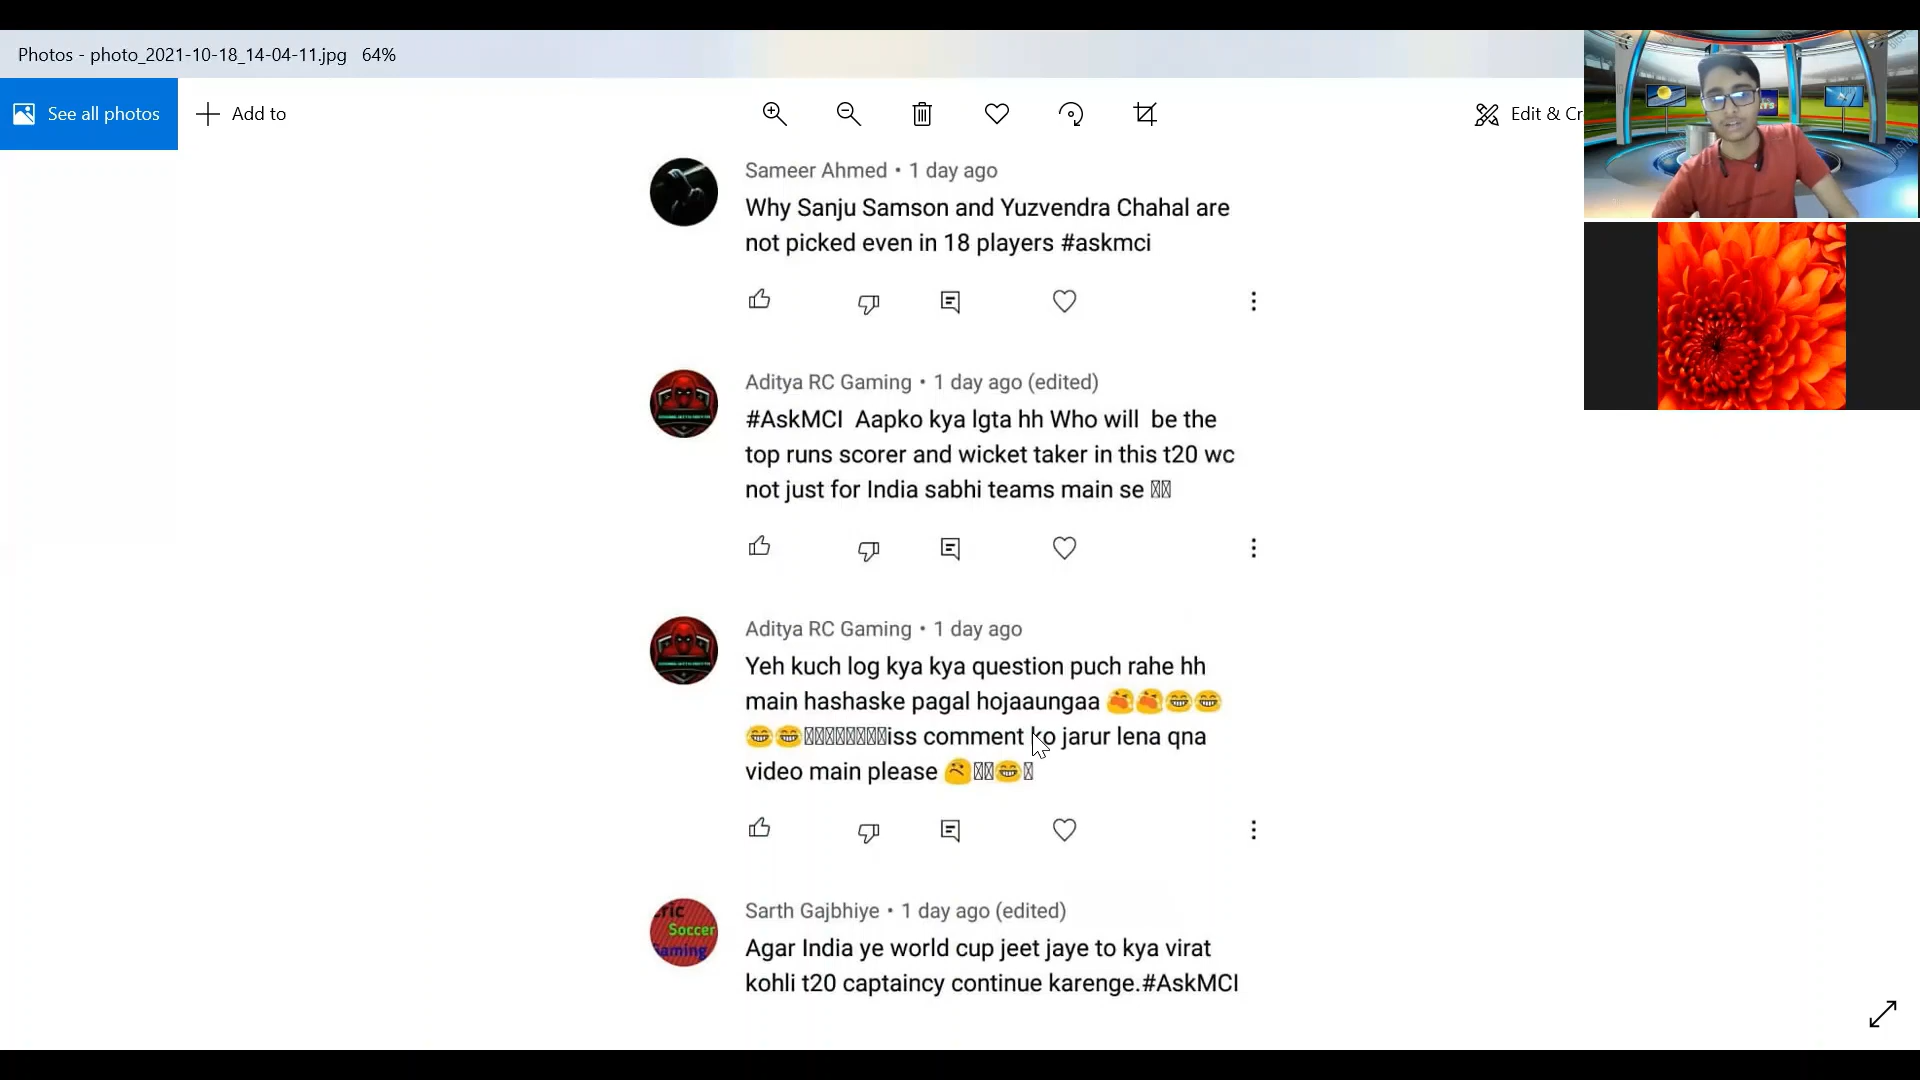 Photos - photo_2021-10-18_14-04-11.jpg 64%
See all photos
Add to
Edit & Cr
Sameer Ahmed • 1 day ago
Why Sanju Samson and Yuzvendra Chahal are
not picked even in 18 players #askmci
Aditya RC Gaming • 1 day ago (edited)
#AskMCI Aapko kya lgta hh Who will be the
top runs scorer and wicket taker in this t20 wc
not just for India sabhi teams main se
Aditya RC Gaming • 1 day ago
Yeh kuch log kya kya question puch rahe hh
main hashaske pagal hojaaungaa 😂😂😁😁
😁😁iss comment ko jarur lena qna
video main please 😁
Sarth Gajbhiye • 1 day ago (edited)
Agar India ye world cup jeet jaye to kya virat
kohli t20 captaincy continue karenge.#AskMCI
Soccer